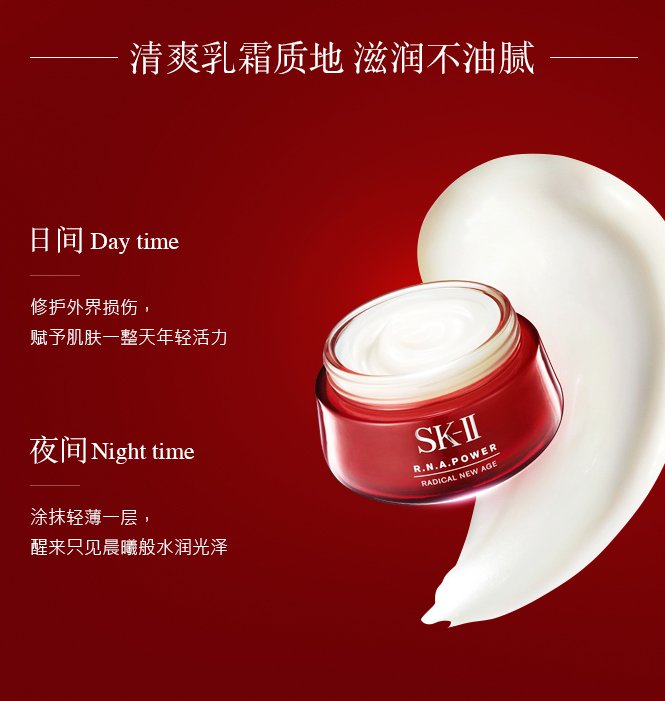 清爽乳霜质地 滋润不油腻
日间 Day time
修护外界损伤，
赋予肌肤一整天年轻活力
夜间 Night time
涂抹轻薄一层，
醒来只见晨曦般水润光泽
SK-II
R.N.A.POWER
RADICAL NEW AGE